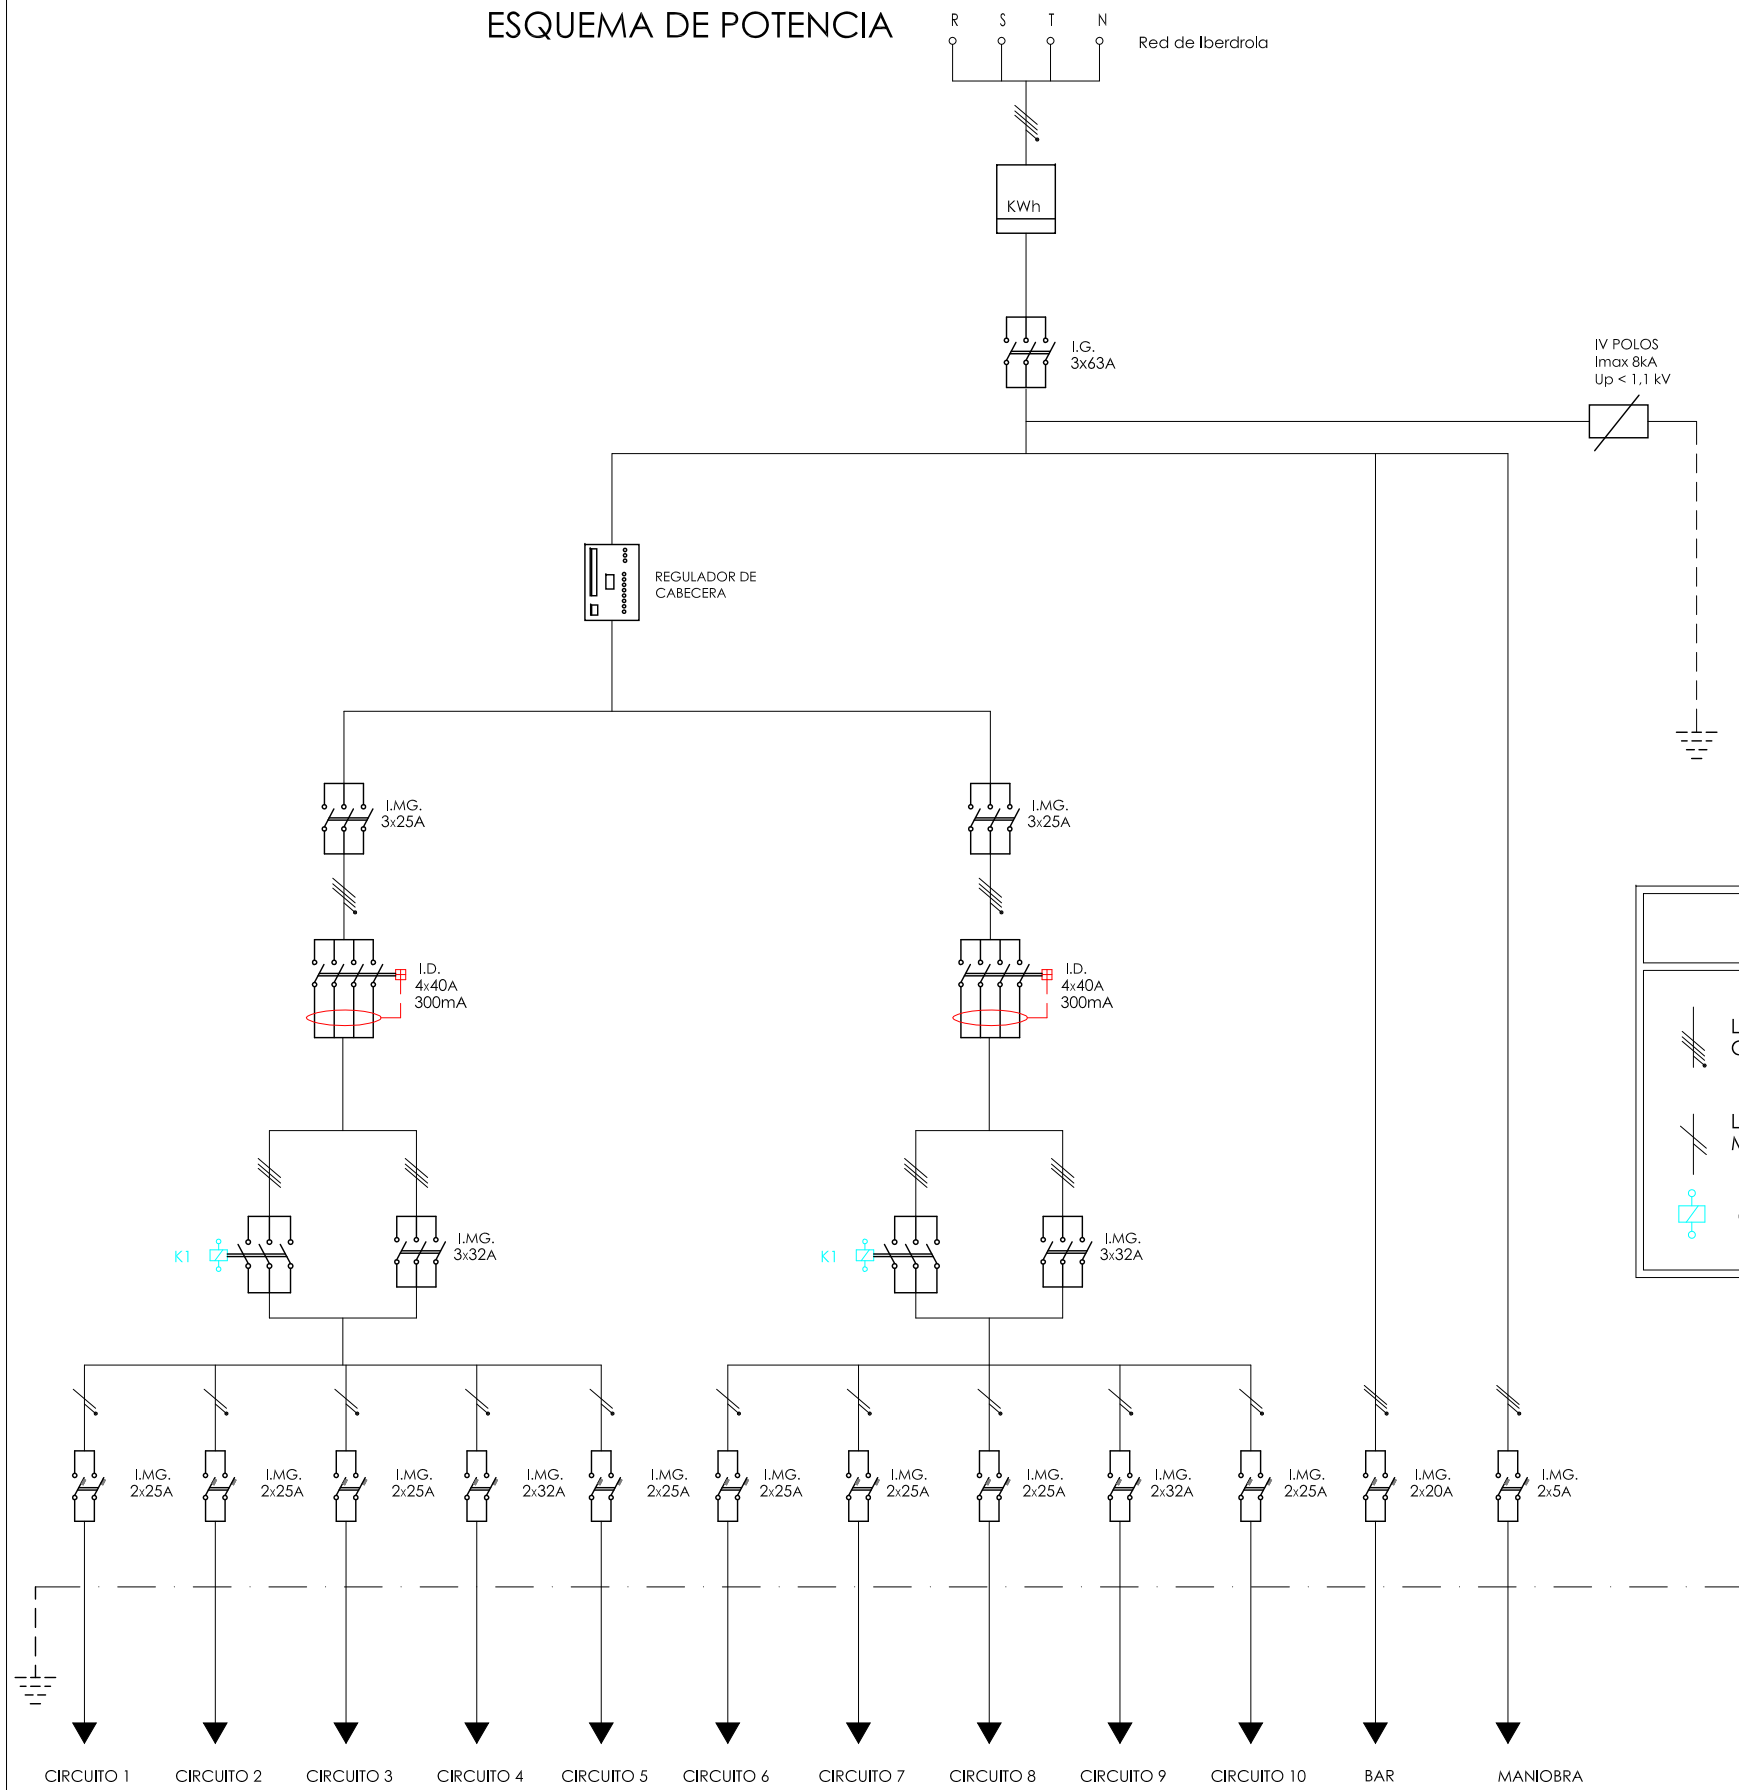 ESQUEMA DE POTENCIA
R S T N
Red de Iberdrola
KWh
I.G.
3x63A
IV POLOS
Imax 8kA
Up < 1,1 kV
REGULADOR DE
CABECERA
I.MG.
3x25A
I.MG.
3x25A
I.D.
4x40A
300mA
I.D.
4x40A
300mA
K1
I.MG.
3x32A
K1
I.MG.
3x32A
I.MG.
2x25A
I.MG.
2x25A
I.MG.
2x25A
I.MG.
2x32A
I.MG.
2x25A
I.MG.
2x25A
I.MG.
2x25A
I.MG.
2x25A
I.MG.
2x32A
I.MG.
2x25A
I.MG.
2x20A
I.MG.
2x5A
CIRCUITO 1
CIRCUITO 2
CIRCUITO 3
CIRCUITO 4
CIRCUITO 5
CIRCUITO 6
CIRCUITO 7
CIRCUITO 8
CIRCUITO 9
CIRCUITO 10
BAR
MANIOBRA